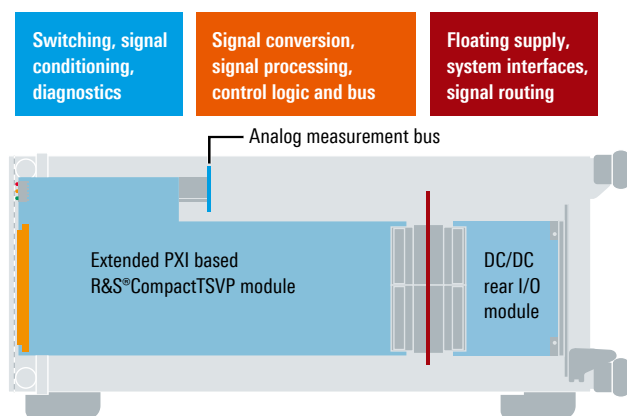 Switching, signal
conditioning,
diagnostics
Signal conversion,
signal processing,
control logic and bus
Floating supply,
system interfaces,
signal routing
Analog measurement bus
Extended PXI based
R&S®CompactTSVP module
DC/DC
rear I/O
module